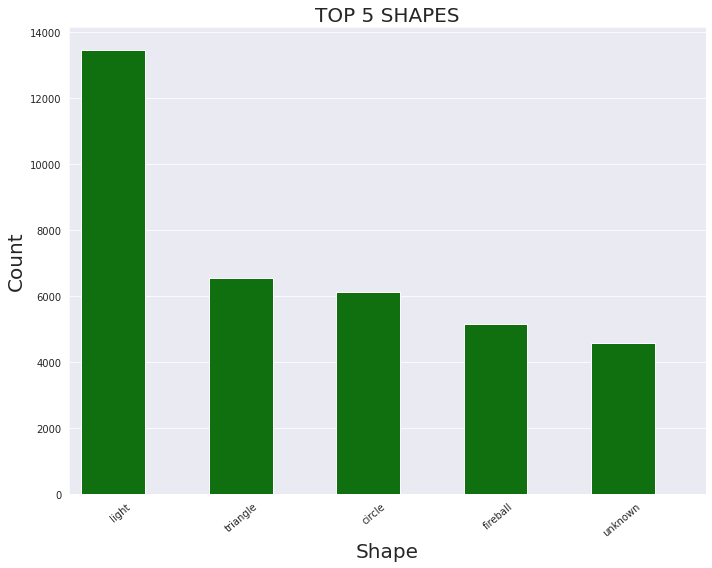 TOP 5 SHAPES
14000
12000
10000
8000
6000
4000
2000
0
Count
light
triangle
circle
fireball
unknown
Shape